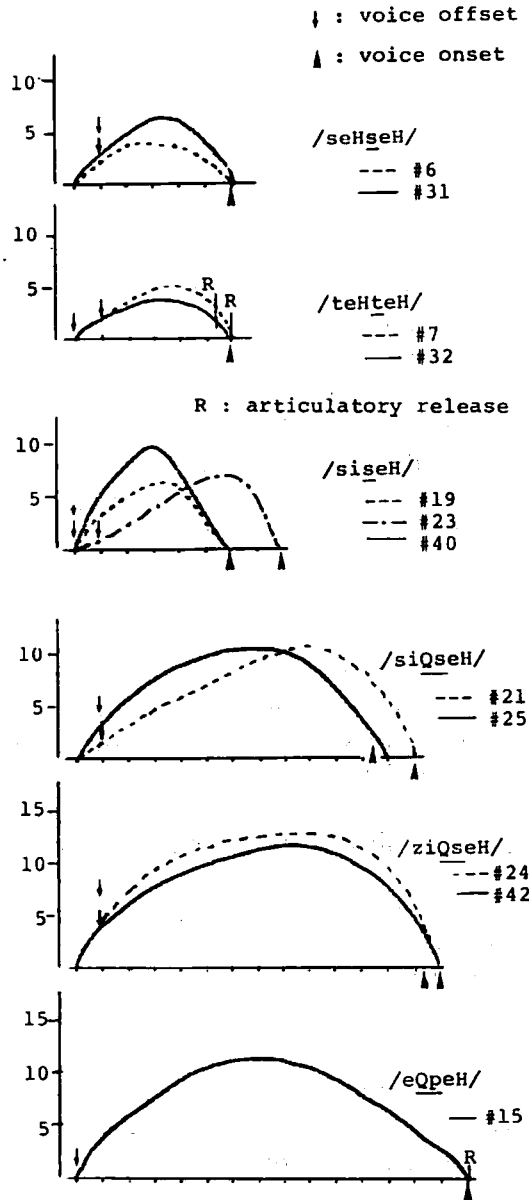 ↓ : voice offset
▲ : voice onset
10
5
/seHseH/
--- #6
— #31
10
5
R
R
/teHteH/
--- #7
— #32
R : articulatory release
10
5
/siseH/
--- #19
—·— #23
— #40
10
5
/siQseH/
--- #21
— #25
15
10
5
/ziQseH/
--- #24
— #42
15
10
5
/eQpeH/
— #15
R